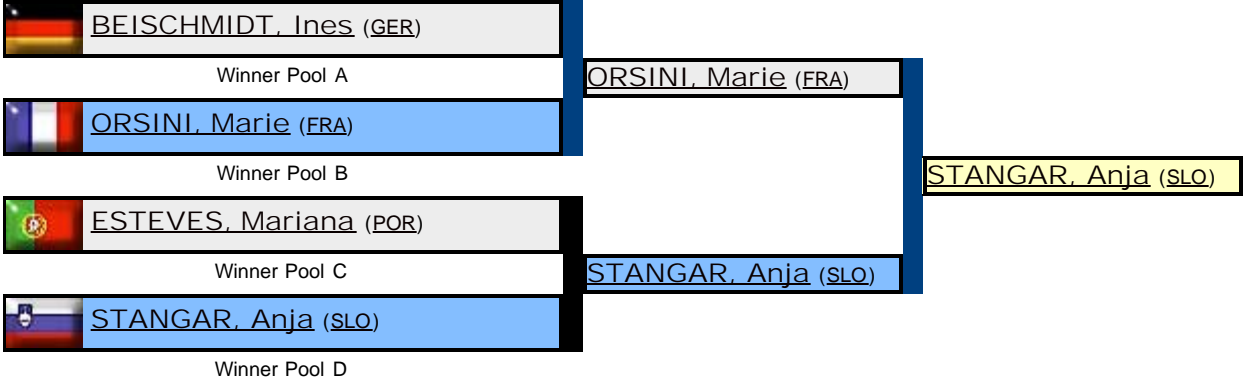 BEISCHMIDT, Ines (GER)
Winner Pool A
ORSINI, Marie (FRA)
ORSINI, Marie (FRA)
Winner Pool B
STANGAR, Anja (SLO)
ESTEVES, Mariana (POR)
Winner Pool C
STANGAR, Anja (SLO)
STANGAR, Anja (SLO)
Winner Pool D